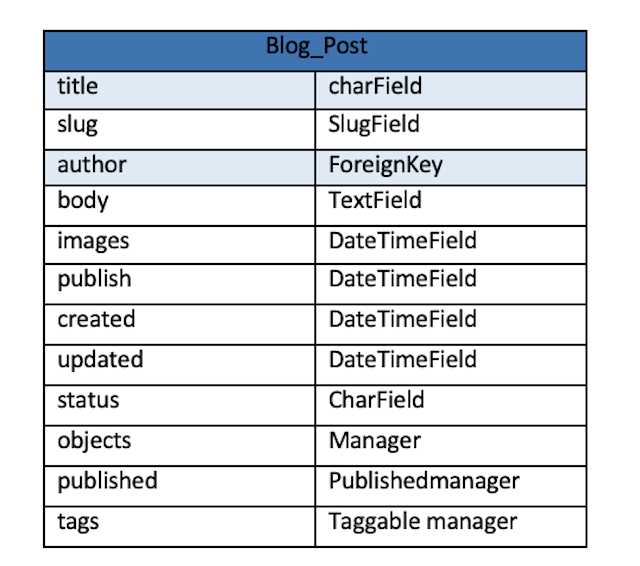 Blog_Post
title charField
slug SlugField
author ForeignKey
body TextField
images DateTimeField
publish DateTimeField
created DateTimeField
updated DateTimeField
status CharField
objects Manager
published Publishedmanager
tags Taggable manager